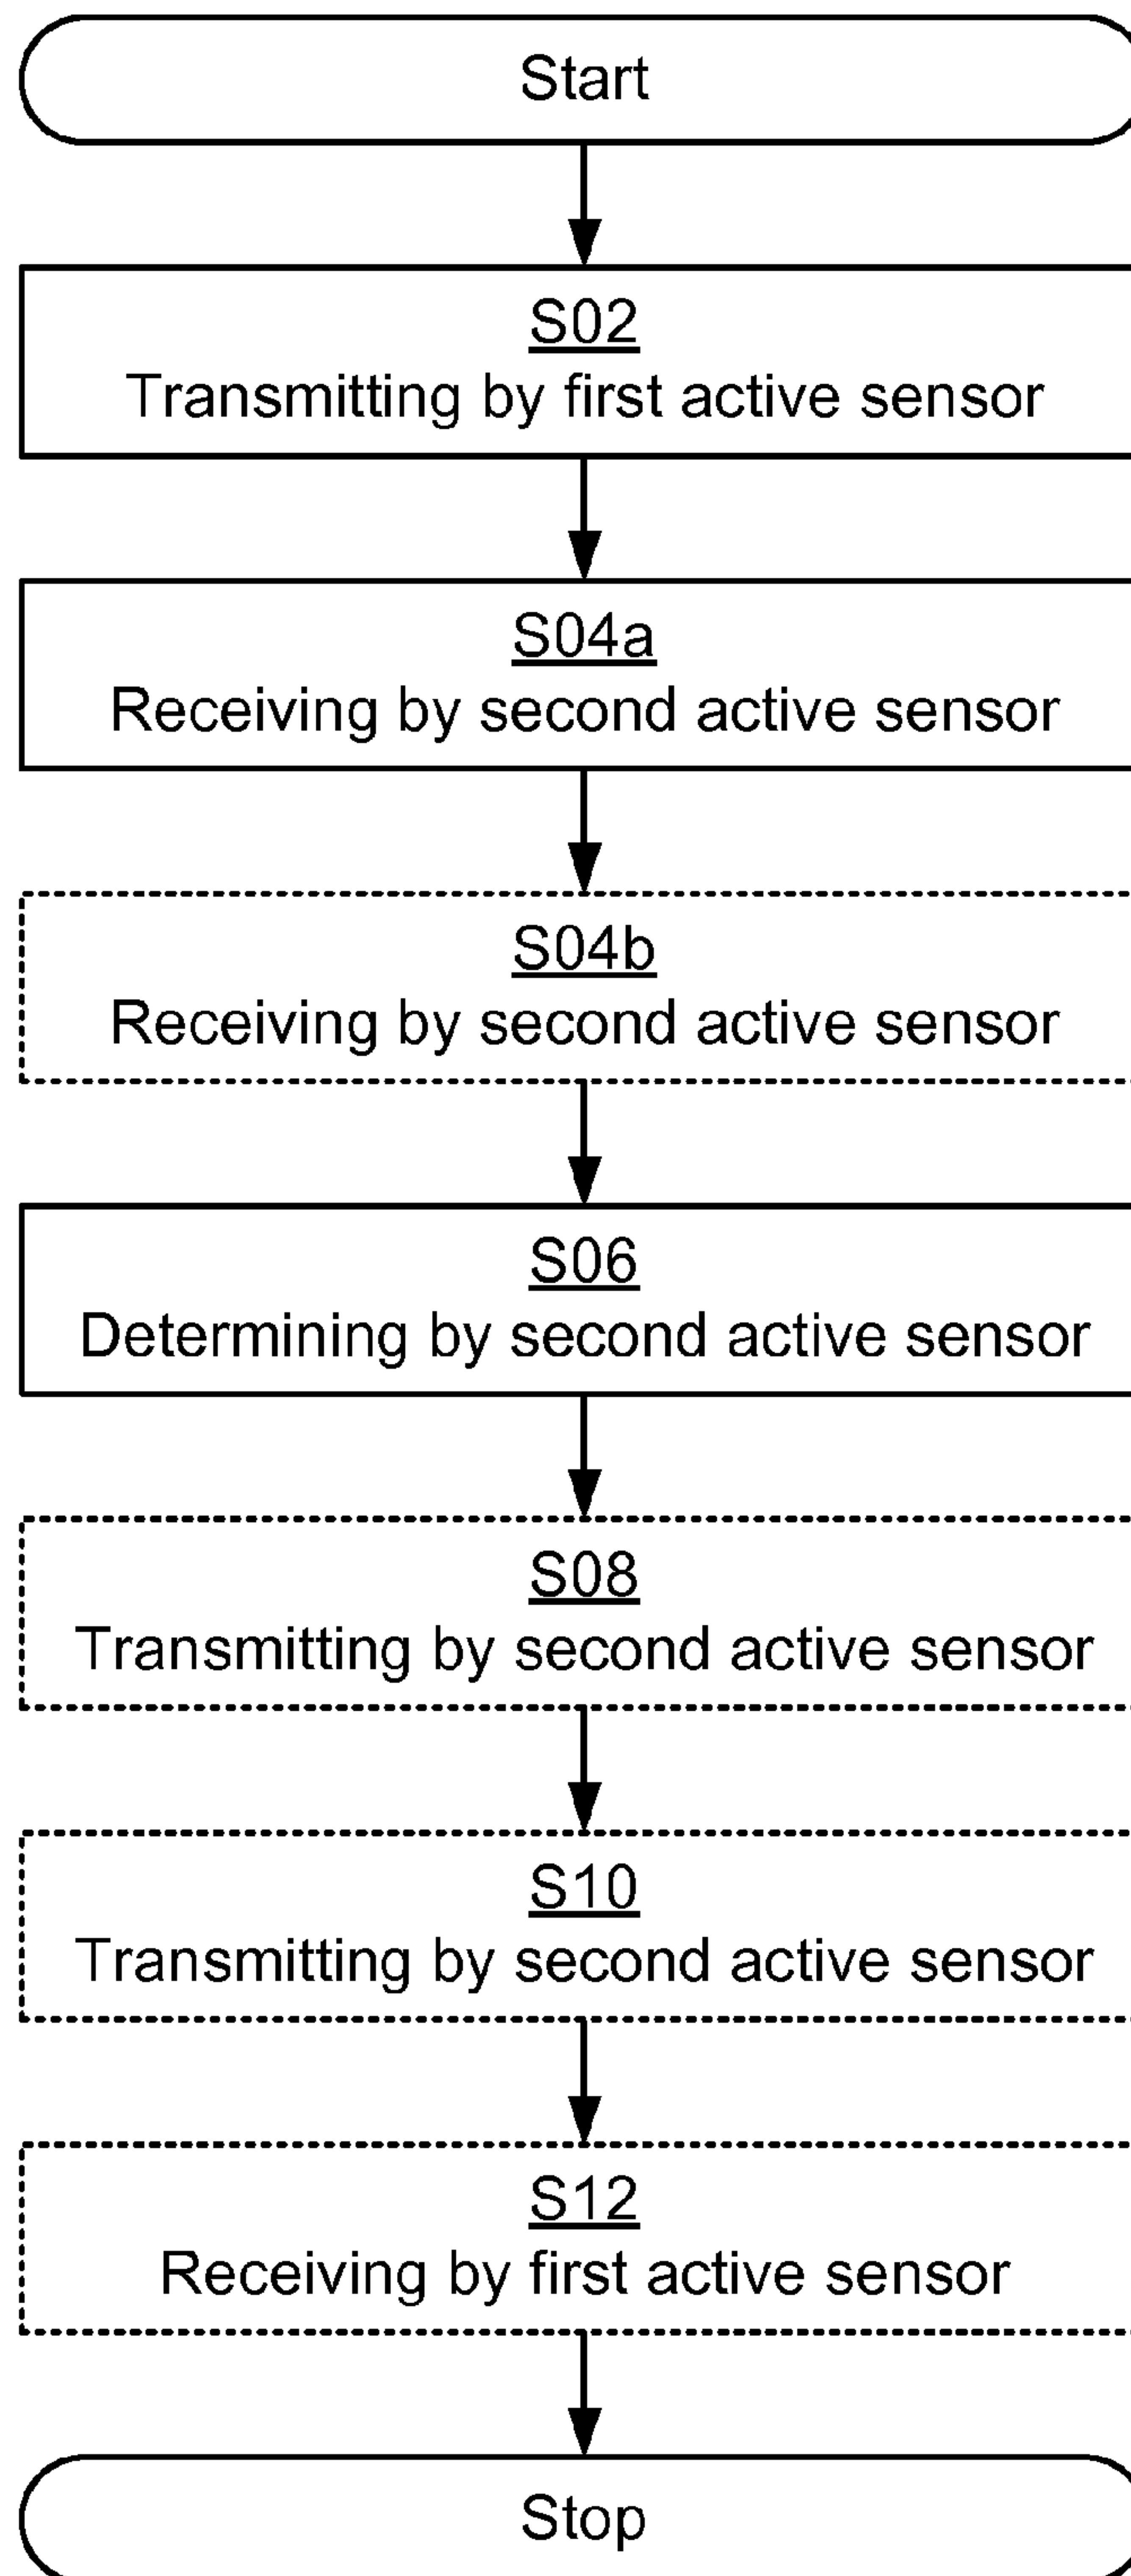 Start
S02
Transmitting by first active sensor
S04a
Receiving by second active sensor
S04b
Receiving by second active sensor
S06
Determining by second active sensor
S08
Transmitting by second active sensor
S10
Transmitting by second active sensor
S12
Receiving by first active sensor
Stop